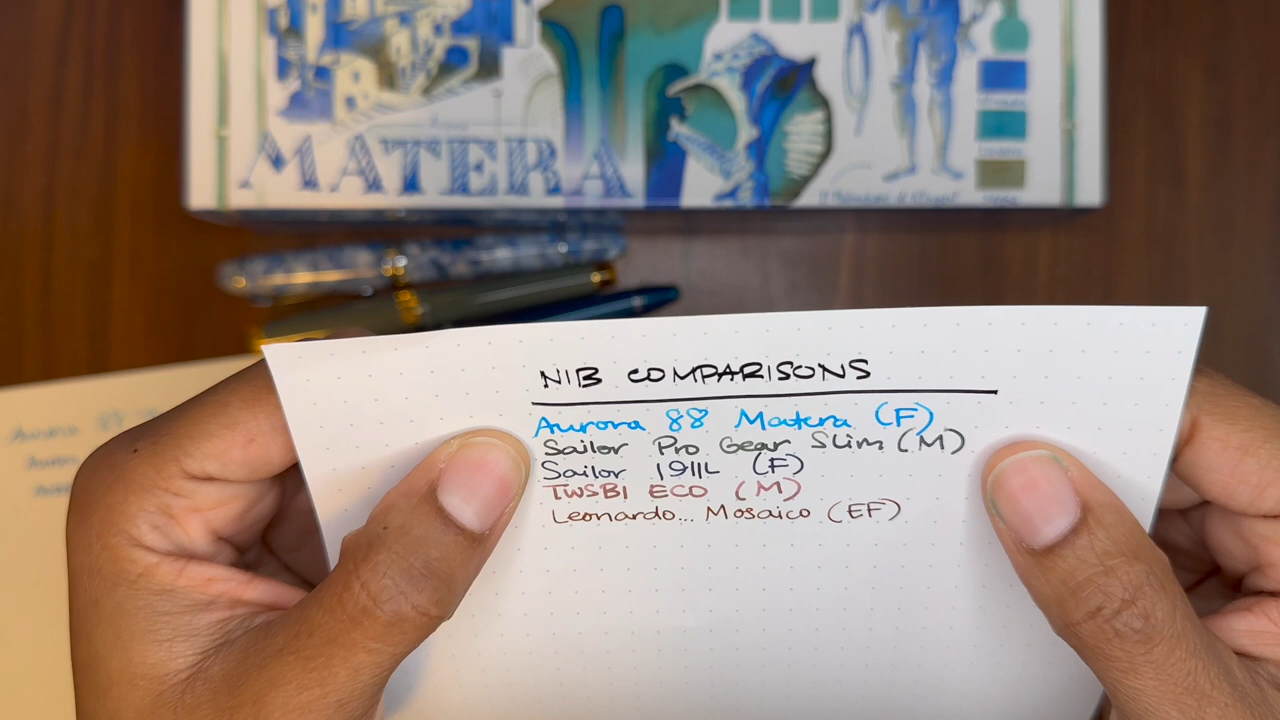 MATERA
NIB COMPARISONS
Aurora 88 Matera (F)
Sailor Pro Gear Slim (M)
Sailor 1911L (F)
TWSBI ECO (M)
Leonardo... Mosaico (EF)